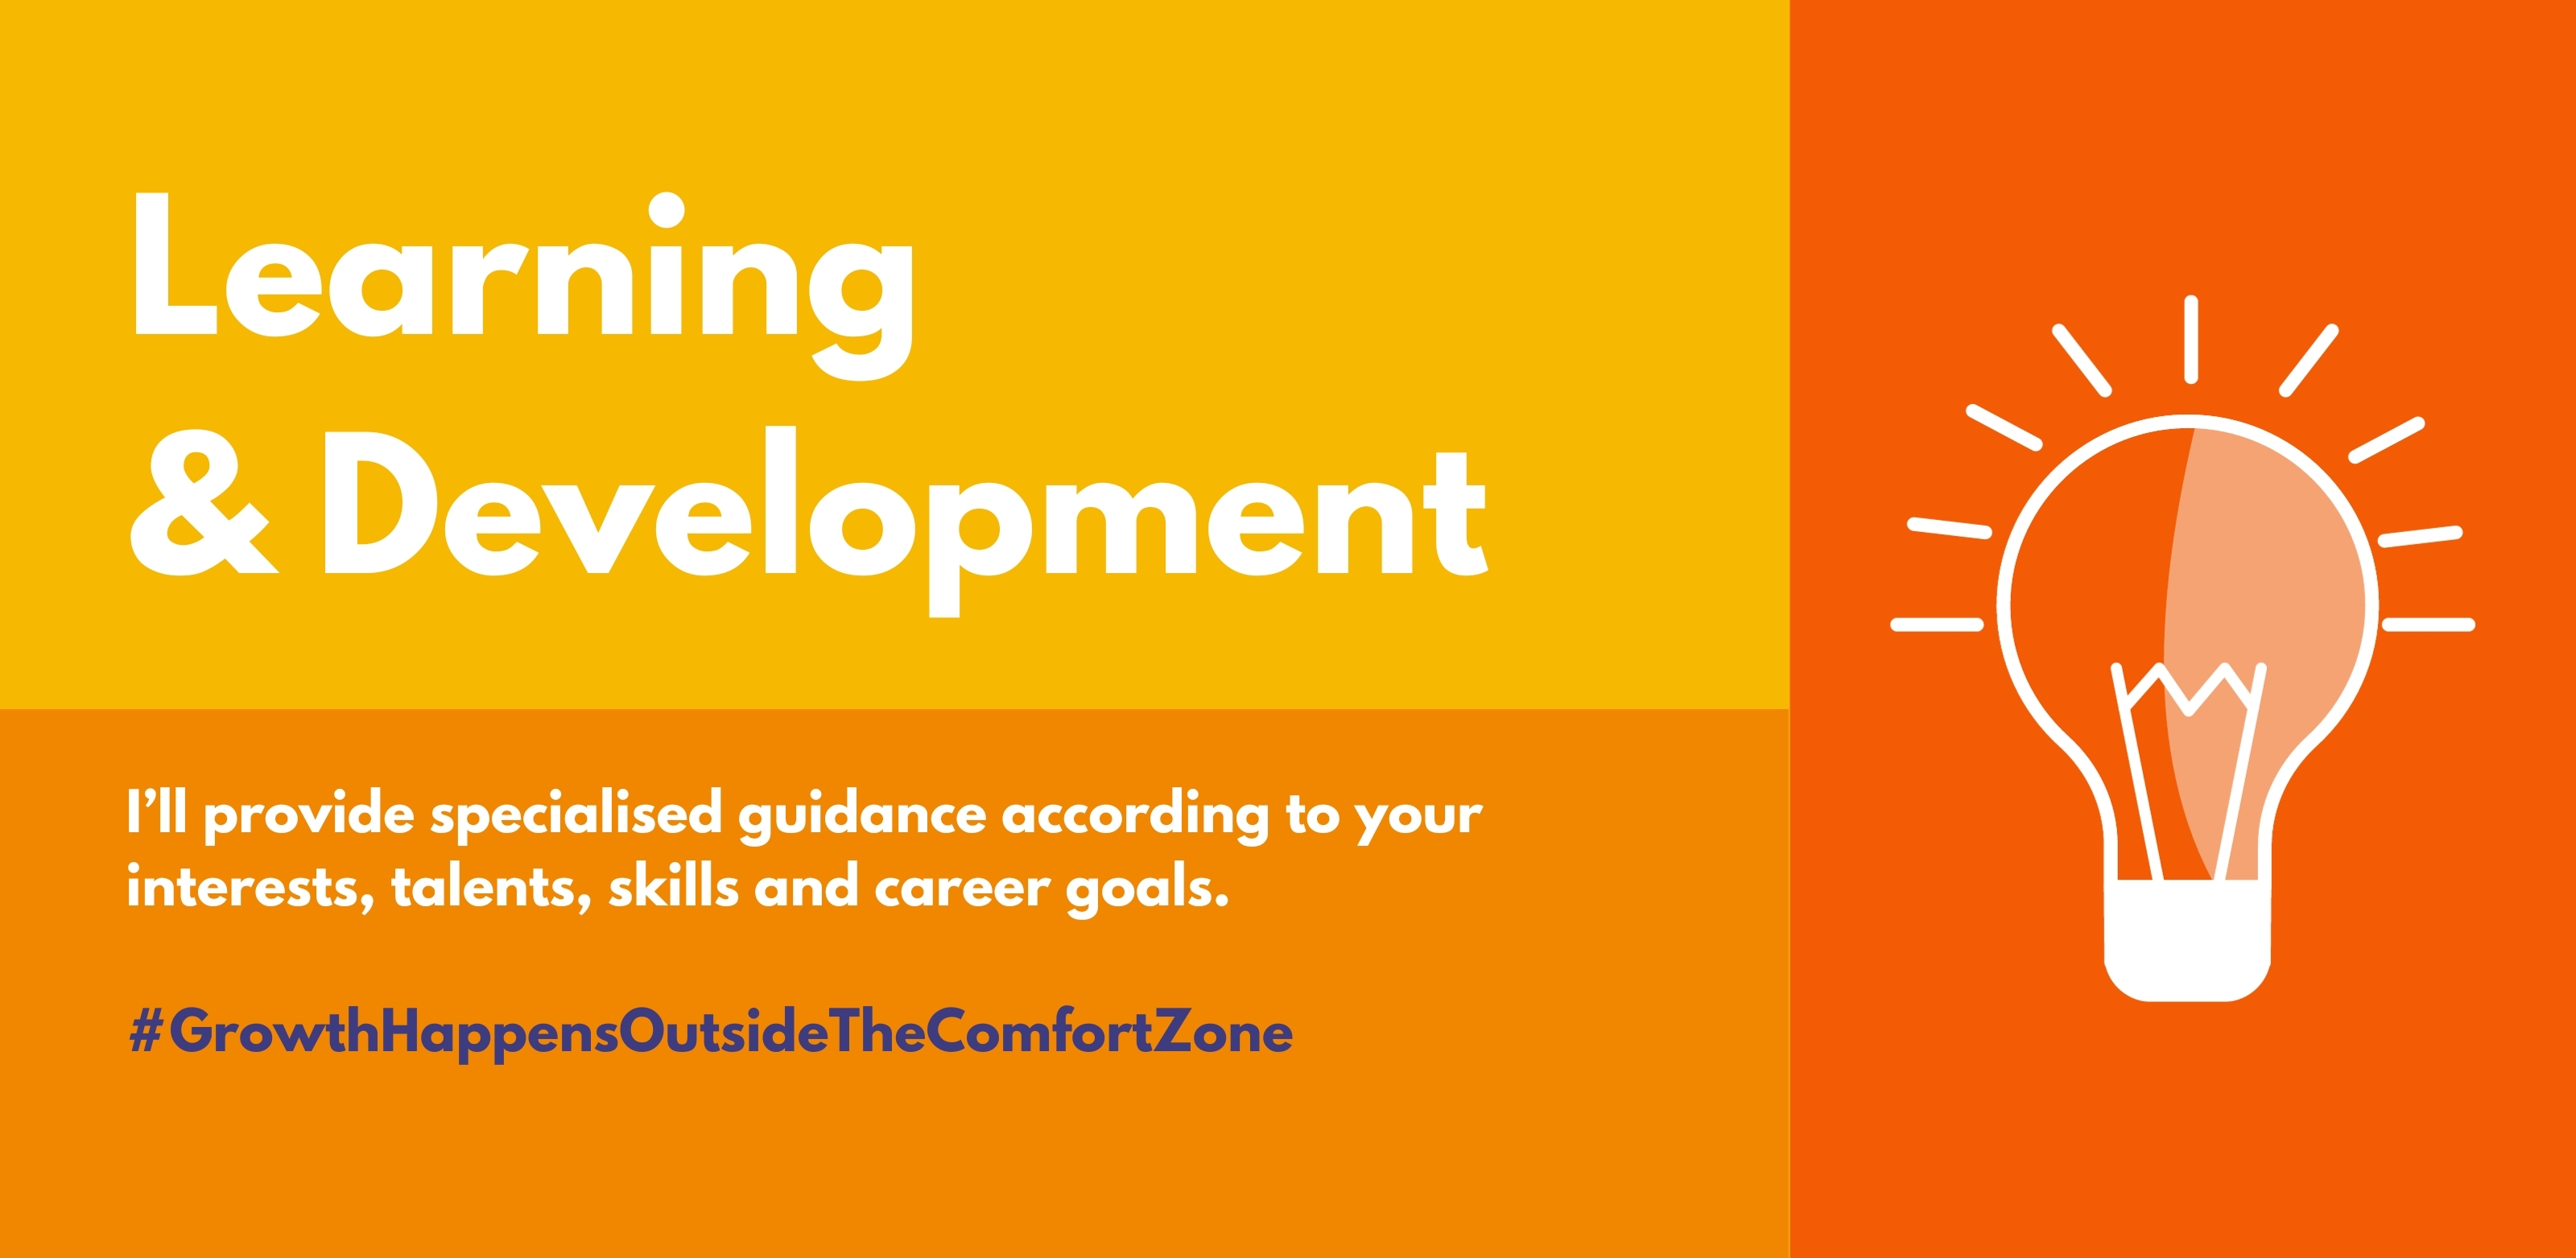 Learning
& Development
I’ll provide specialised guidance according to your
interests, talents, skills and career goals.
#GrowthHappensOutsideTheComfortZone